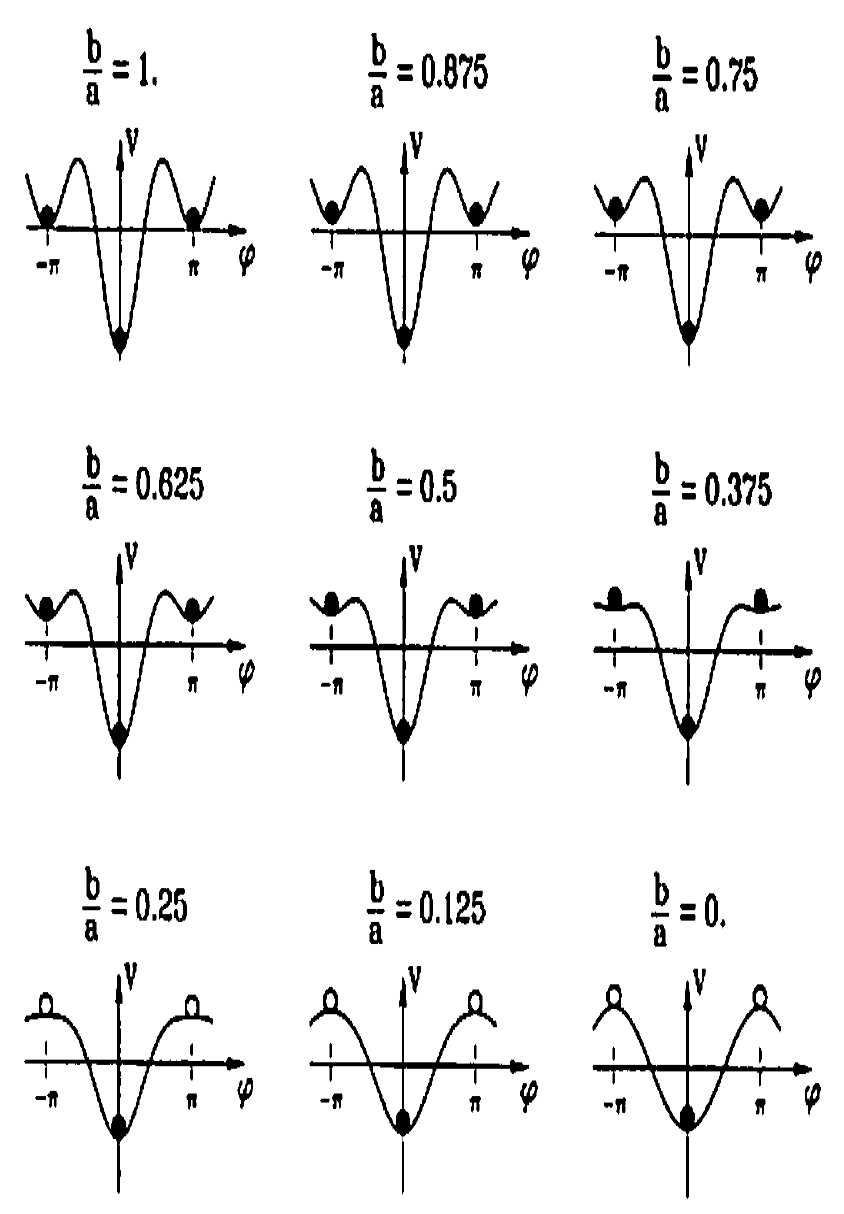 b/a = 1.
b/a = 0.875
b/a = 0.75
V
V
V
-π π φ
-π π φ
-π π φ
b/a = 0.625
b/a = 0.5
b/a = 0.375
V
V
V
-π π φ
-π π φ
-π π φ
b/a = 0.25
b/a = 0.125
b/a = 0.
V
V
V
-π π φ
-π π φ
-π π φ